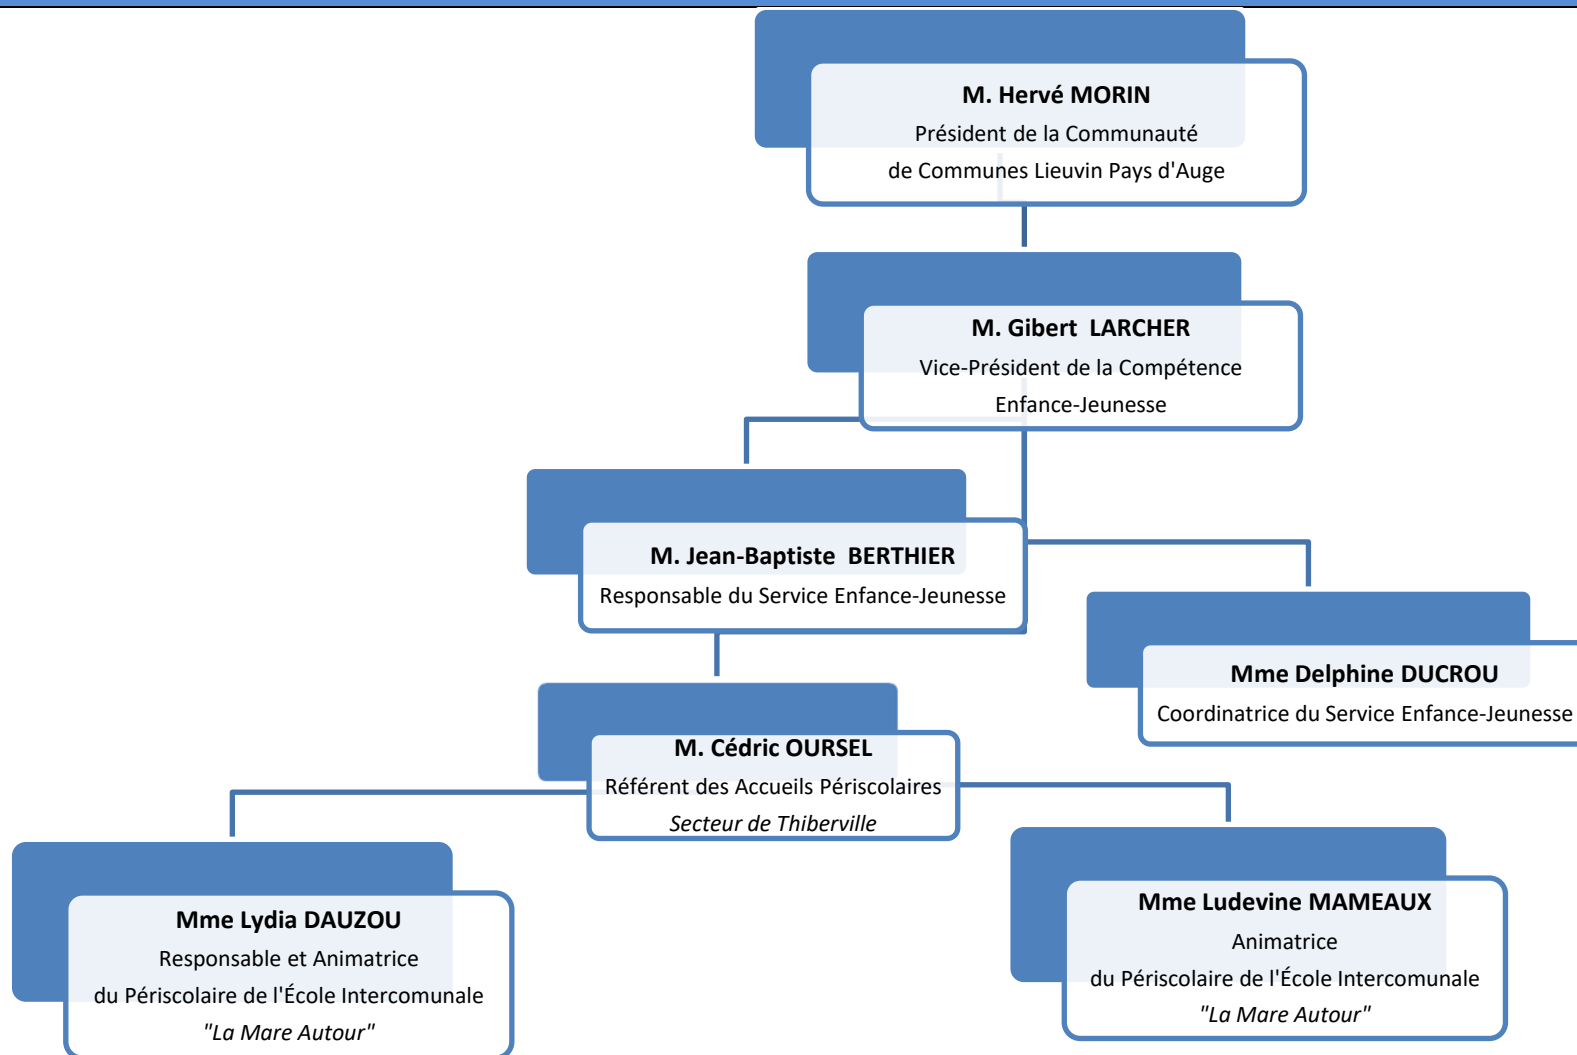 M. Hervé MORIN
Président de la Communauté
de Communes Lieuvin Pays d'Auge
M. Gibert  LARCHER
Vice-Président de la Compétence
Enfance-Jeunesse
M. Jean-Baptiste  BERTHIER
Responsable du Service Enfance-Jeunesse
Mme Delphine DUCROU
Coordinatrice du Service Enfance-Jeunesse
M. Cédric OURSEL
Référent des Accueils Périscolaires
Secteur de Thiberville
Mme Lydia DAUZOU
Responsable et Animatrice
du Périscolaire de l'École Intercomunale
"La Mare Autour"
Mme Ludevine MAMEAUX
Animatrice
du Périscolaire de l'École Intercomunale
"La Mare Autour"